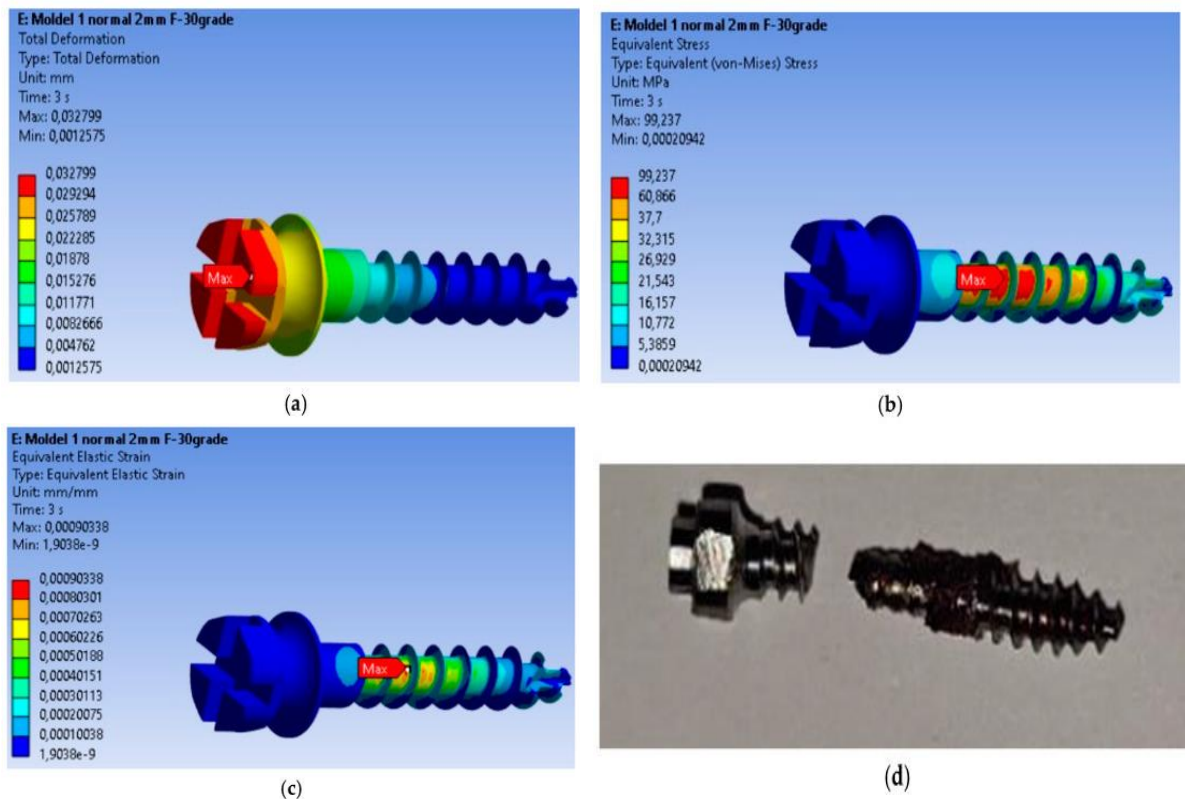 E: Moldel 1 normal 2mm F-30grade
Total Deformation
Type: Total Deformation
Unit: mm
Time: 3 s
Max: 0,032799
Min: 0,0012575
0,032799
0,029294
0,025789
0,022285
0,01878
0,015276
0,011771
0,0082666
0,004762
0,0012575
Max
(a)
E: Moldel 1 normal 2mm F-30grade
Equivalent Stress
Type: Equivalent (von-Mises) Stress
Unit: MPa
Time: 3 s
Max: 99,237
Min: 0,00020942
99,237
60,866
37,7
32,315
26,929
21,543
16,157
10,772
5,3859
0,00020942
Max
(b)
E: Moldel 1 normal 2mm F-30grade
Equivalent Elastic Strain
Type: Equivalent Elastic Strain
Unit: mm/mm
Time: 3 s
Max: 0,00090338
Min: 1,9038e-9
0,00090338
0,00080301
0,00070263
0,00060226
0,00050188
0,00040151
0,00030113
0,00020075
0,00010038
1,9038e-9
Max
(c)
(d)